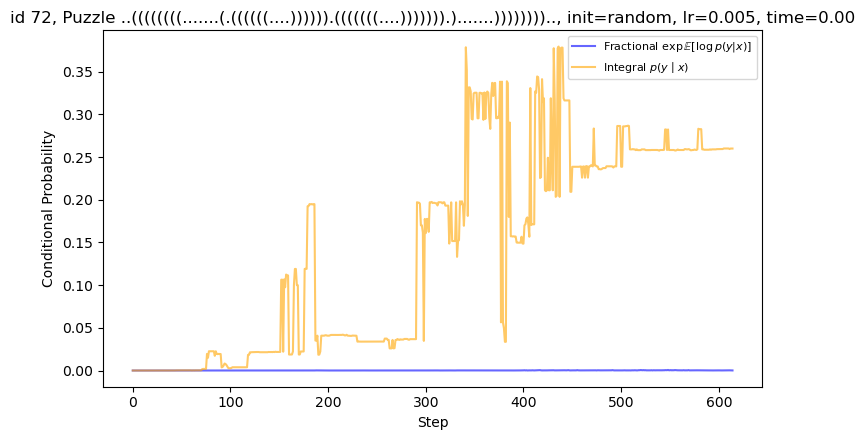 id 72, Puzzle ..((((((((.......(.((((((....)))))).(((((((....))))))).).......)))))))).., init=random, lr=0.005, time=0.00
Fractional exp𝔼[log p(y|x)]
Integral p(y | x)
Conditional Probability
0.35
0.30
0.25
0.20
0.15
0.10
0.05
0.00
0 100 200 300 400 500 600
Step